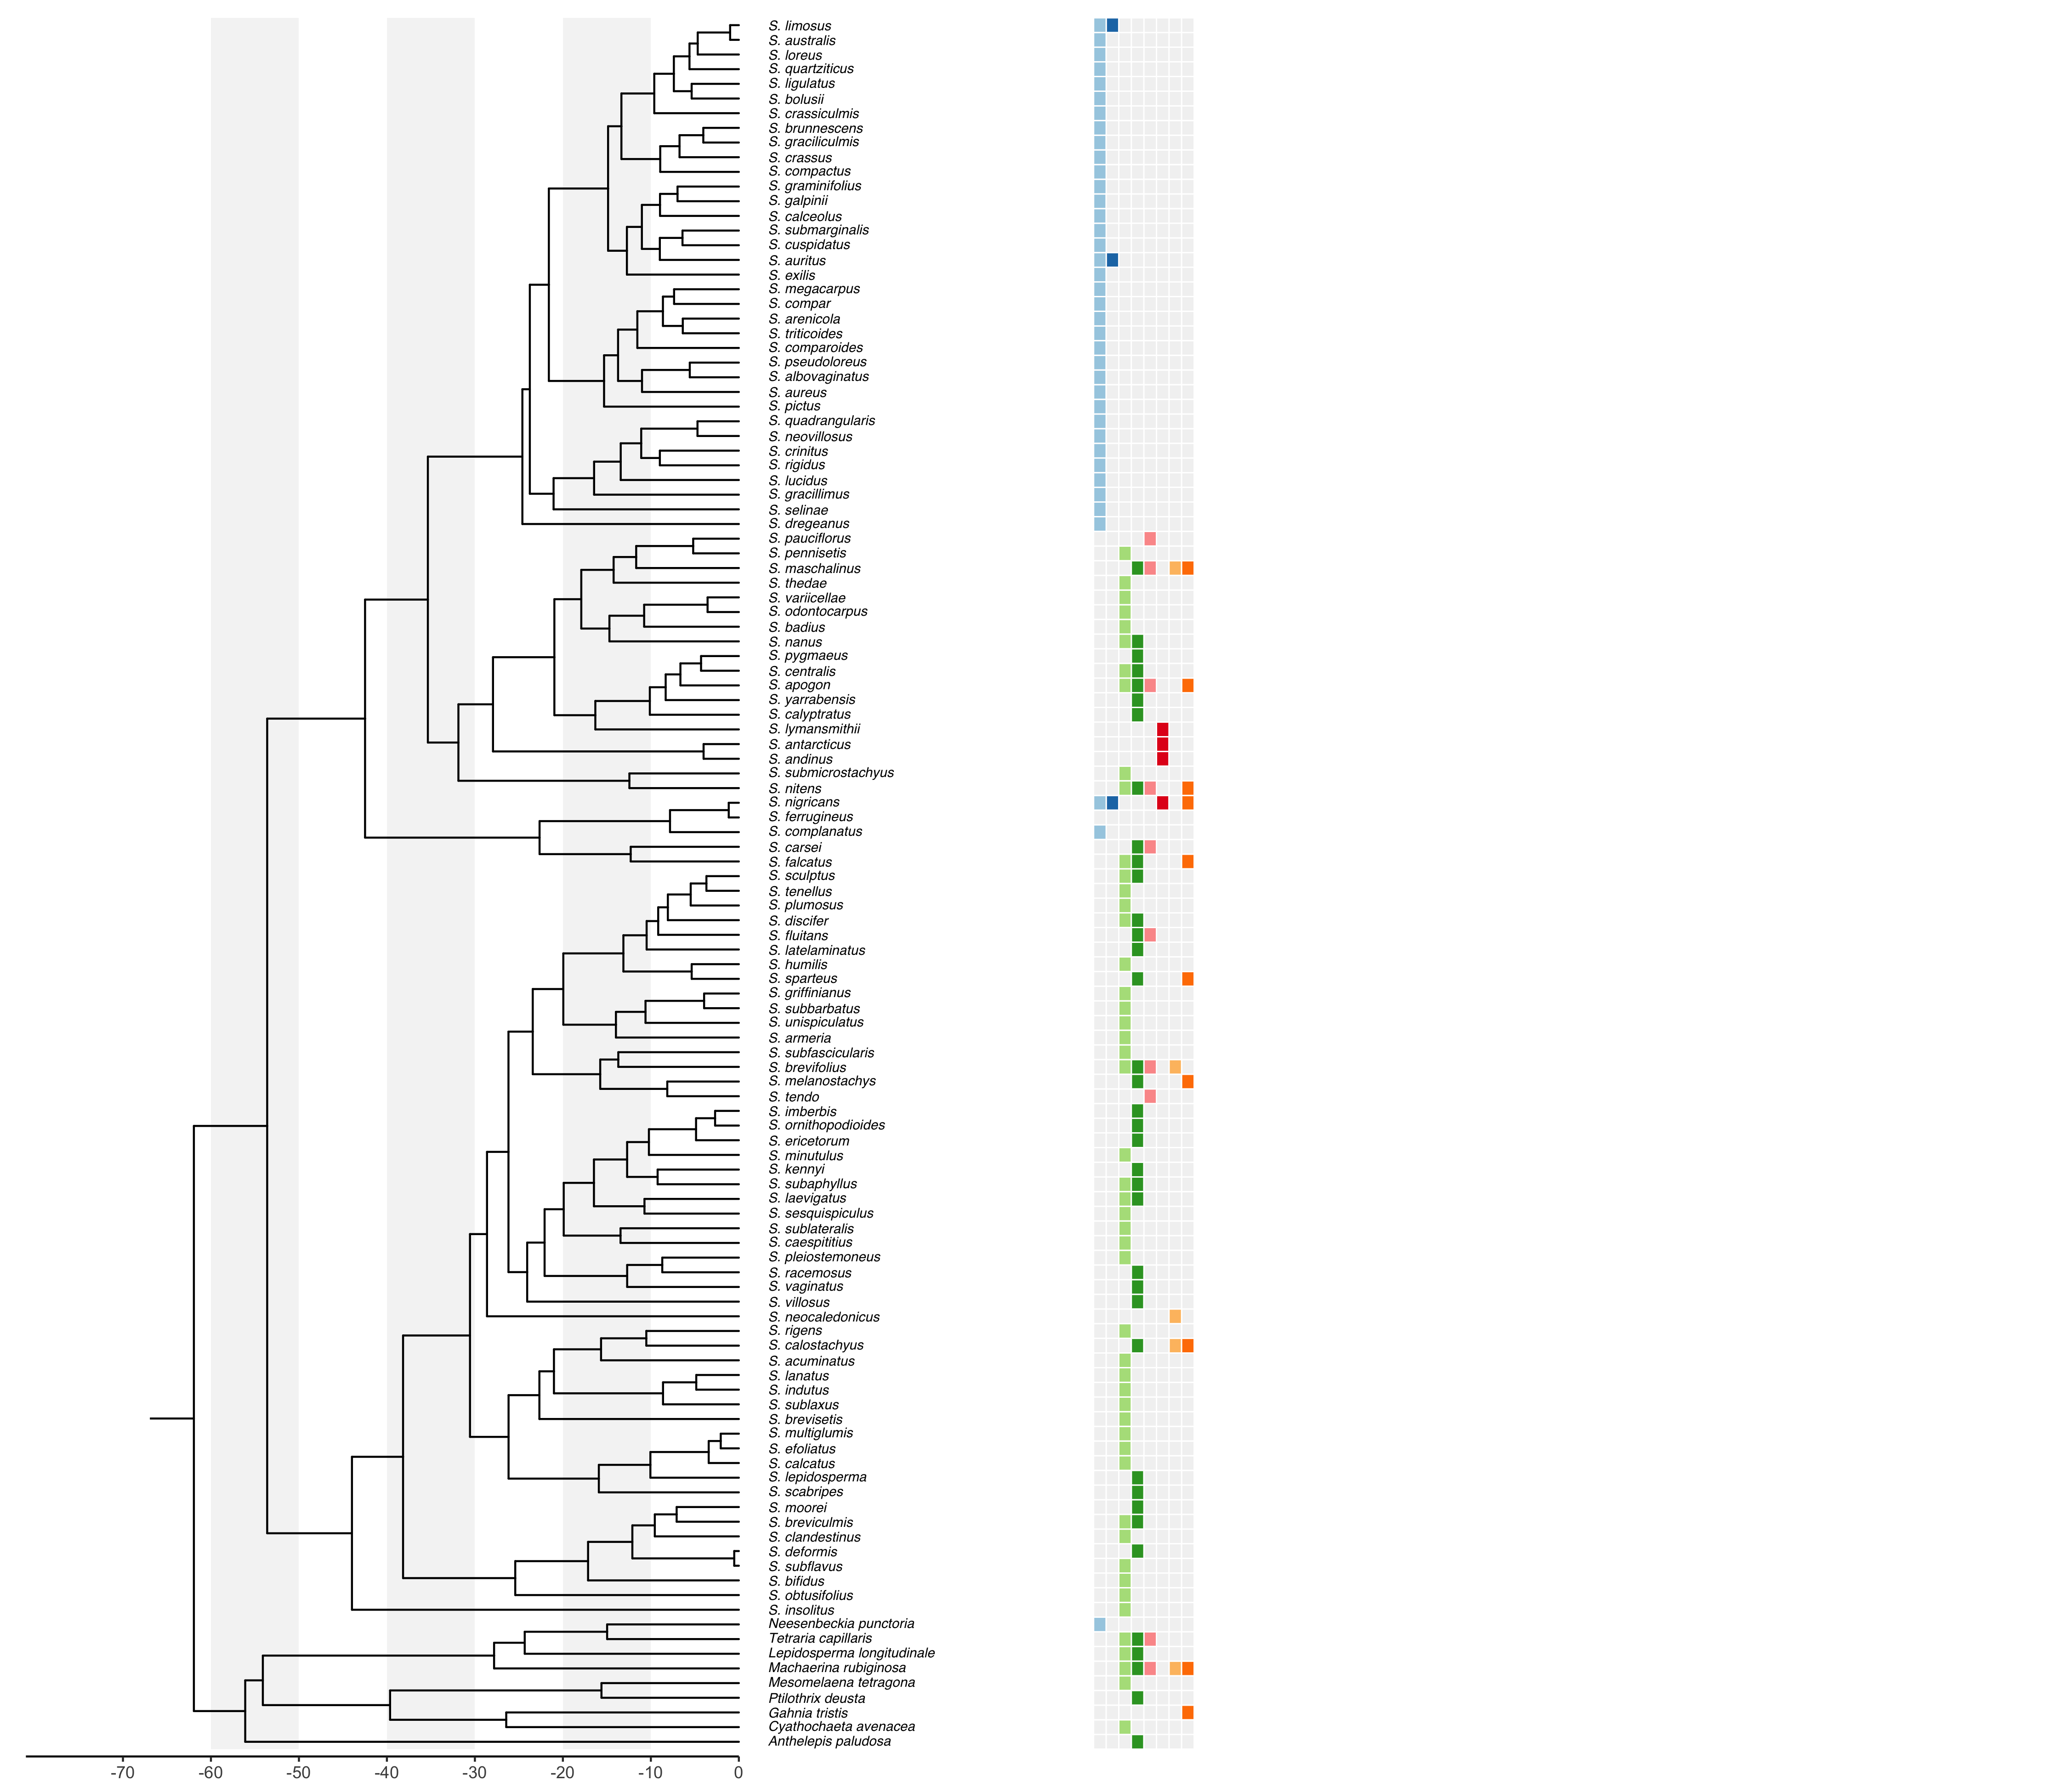 S. limosus
S. australis
S. loreus
S. quartziticus
S. ligulatus
S. bolusii
S. crassiculmis
S. brunnescens
S. graciliculmis
S. crassus
S. compactus
S. graminifolius
S. galpinii
S. calceolus
S. submarginalis
S. cuspidatus
S. auritus
S. exilis
S. megacarpus
S. compar
S. arenicola
S. triticoides
S. comparoides
S. pseudoloreus
S. albovaginatus
S. aureus
S. pictus
S. quadrangularis
S. neovillosus
S. crinitus
S. rigidus
S. lucidus
S. gracillimus
S. selinae
S. dregeanus
S. pauciflorus
S. pennisetis
S. maschalinus
S. thedae
S. variicellae
S. odontocarpus
S. badius
S. nanus
S. pygmaeus
S. centralis
S. apogon
S. yarrabensis
S. calyptratus
S. lymansmithii
S. antarcticus
S. andinus
S. submicrostachyus
S. nitens
S. nigricans
S. ferrugineus
S. complanatus
S. carsei
S. falcatus
S. sculptus
S. tenellus
S. plumosus
S. discifer
S. fluitans
S. latelaminatus
S. humilis
S. sparteus
S. griffinianus
S. subbarbatus
S. unispiculatus
S. armeria
S. subfascicularis
S. brevifolius
S. melanostachys
S. tendo
S. imberbis
S. ornithopodioides
S. ericetorum
S. minutulus
S. kennyi
S. subaphyllus
S. laevigatus
S. sesquispiculus
S. sublateralis
S. caespititius
S. pleiostemoneus
S. racemosus
S. vaginatus
S. villosus
S. neocaledonicus
S. rigens
S. calostachyus
S. acuminatus
S. lanatus
S. indutus
S. sublaxus
S. brevisetis
S. multiglumis
S. efoliatus
S. calcatus
S. lepidosperma
S. scabripes
S. moorei
S. breviculmis
S. clandestinus
S. deformis
S. subflavus
S. bifidus
S. obtusifolius
S. insolitus
Neesenbeckia punctoria
Tetraria capillaris
Lepidosperma longitudinale
Machaerina rubiginosa
Mesomelaena tetragona
Ptilothrix deusta
Gahnia tristis
Cyathochaeta avenacea
Anthelepis paludosa
-70 -60 -50 -40 -30 -20 -10 0